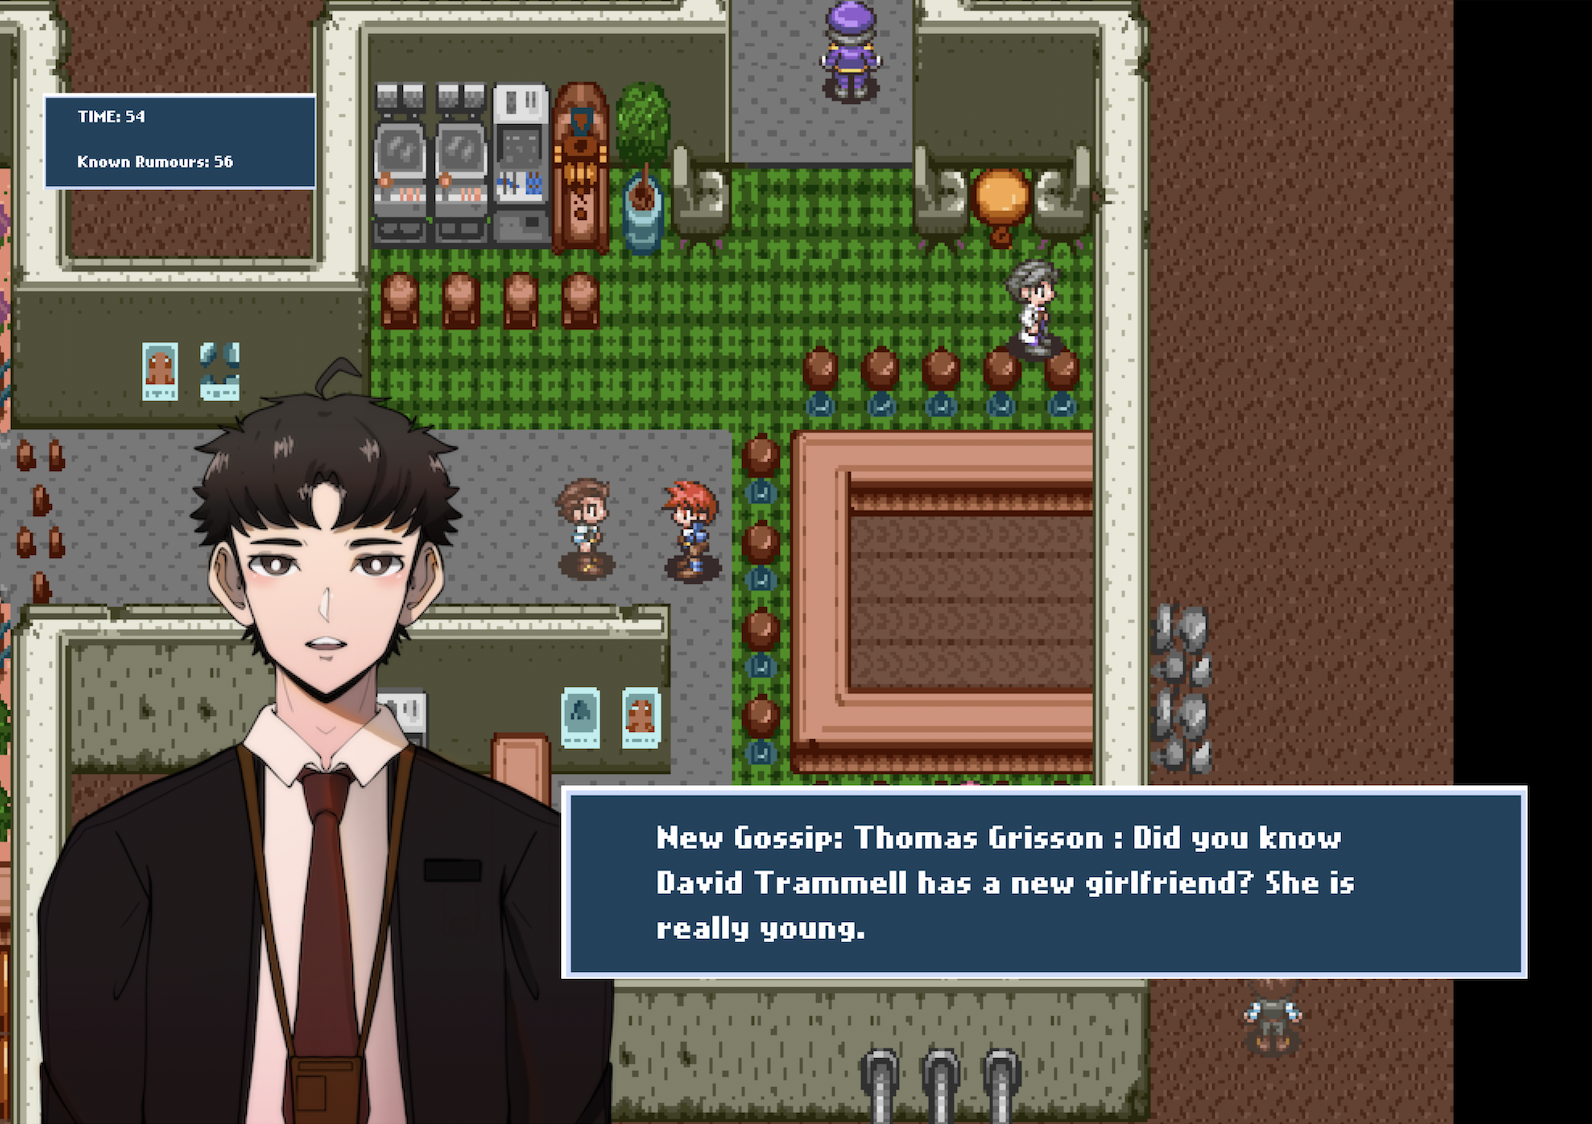 TIME: 54
Known Rumours: 56
New Gossip: Thomas Grisson : Did you know
David Trammell has a new girlfriend? She is
really young.